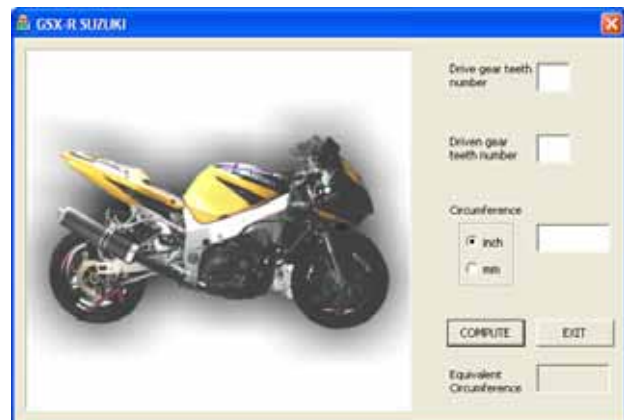 GSX-R SUZUKI
Drive gear teeth
number
Driven gear
teeth number
Circumference
inch
mm
COMPUTE
EXIT
Equivalent
Circumference